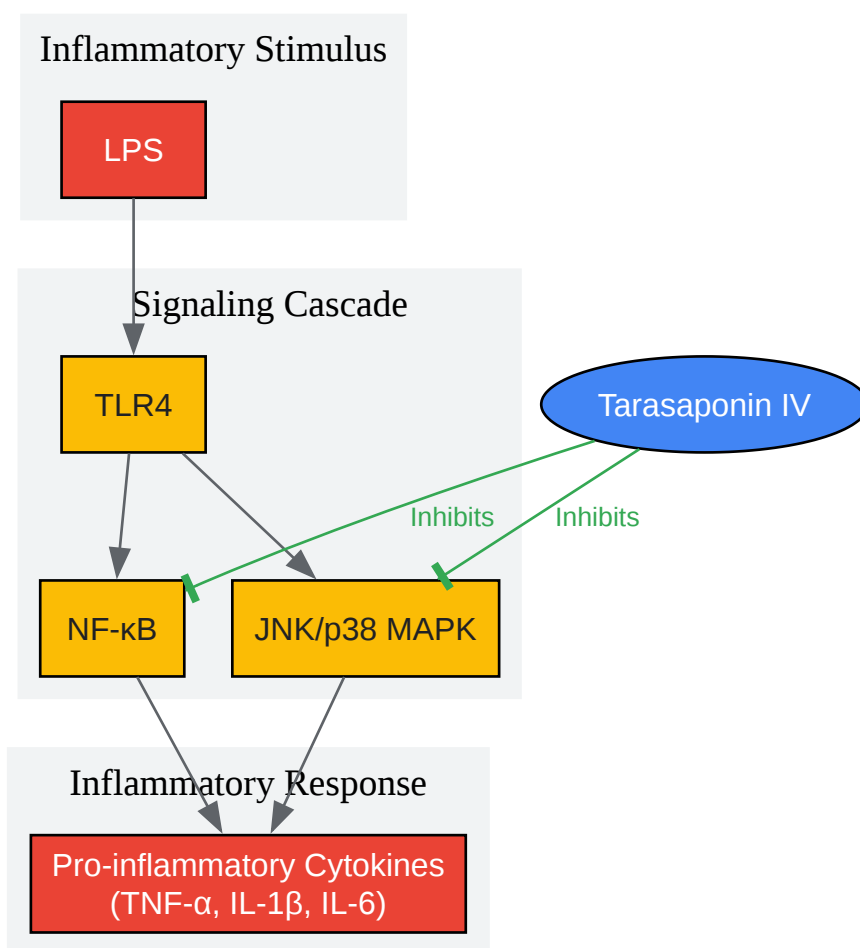 Inflammatory Stimulus
LPS
Signaling Cascade
TLR4
Tarasaponin IV
Inhibits
Inhibits
NF-κB
JNK/p38 MAPK
Inflammatory Response
Pro-inflammatory Cytokines
(TNF-α, IL-1β, IL-6)